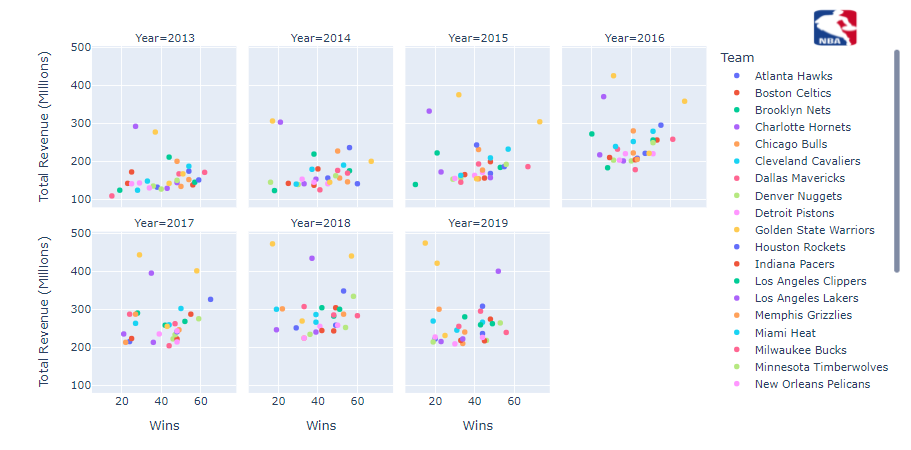 NBA
Year=2013 Year=2014 Year=2015 Year=2016
Total Revenue (Millions)
500
400
300
200
100
Year=2017 Year=2018 Year=2019
Total Revenue (Millions)
500
400
300
200
100
20 40 60 20 40 60 20 40 60
Wins Wins Wins
Team
Atlanta Hawks
Boston Celtics
Brooklyn Nets
Charlotte Hornets
Chicago Bulls
Cleveland Cavaliers
Dallas Mavericks
Denver Nuggets
Detroit Pistons
Golden State Warriors
Houston Rockets
Indiana Pacers
Los Angeles Clippers
Los Angeles Lakers
Memphis Grizzlies
Miami Heat
Milwaukee Bucks
Minnesota Timberwolves
New Orleans Pelicans